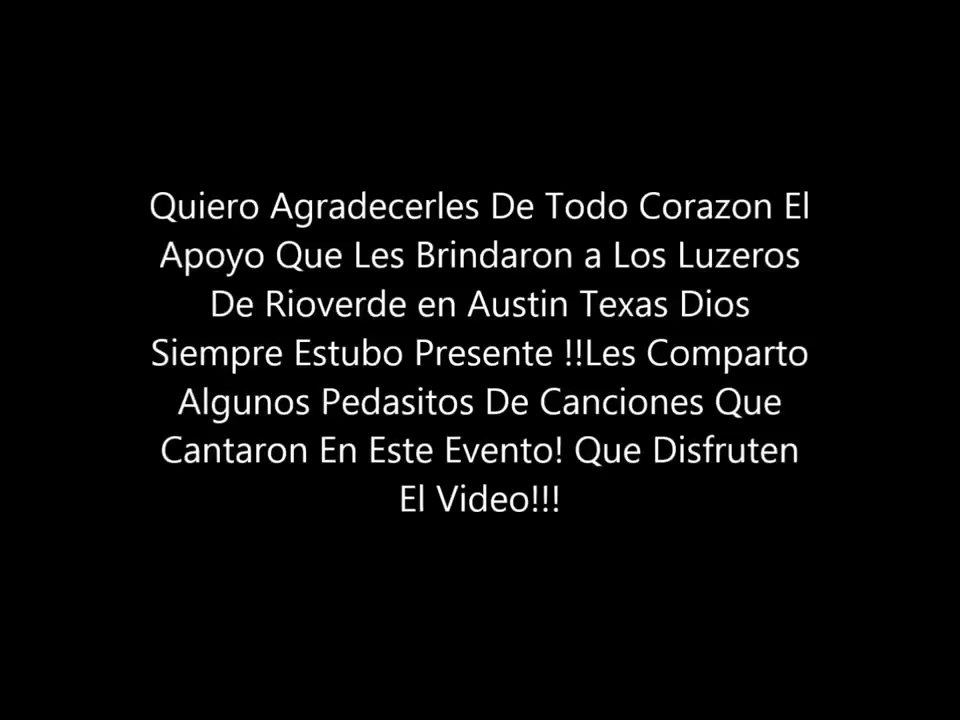 Quiero Agradecerles De Todo Corazon El
Apoyo Que Les Brindaron a Los Luzeros
De Rioverde en Austin Texas Dios
Siempre Estubo Presente !!Les Comparto
Algunos Pedasitos De Canciones Que
Cantaron En Este Evento! Que Disfruten
El Video!!!